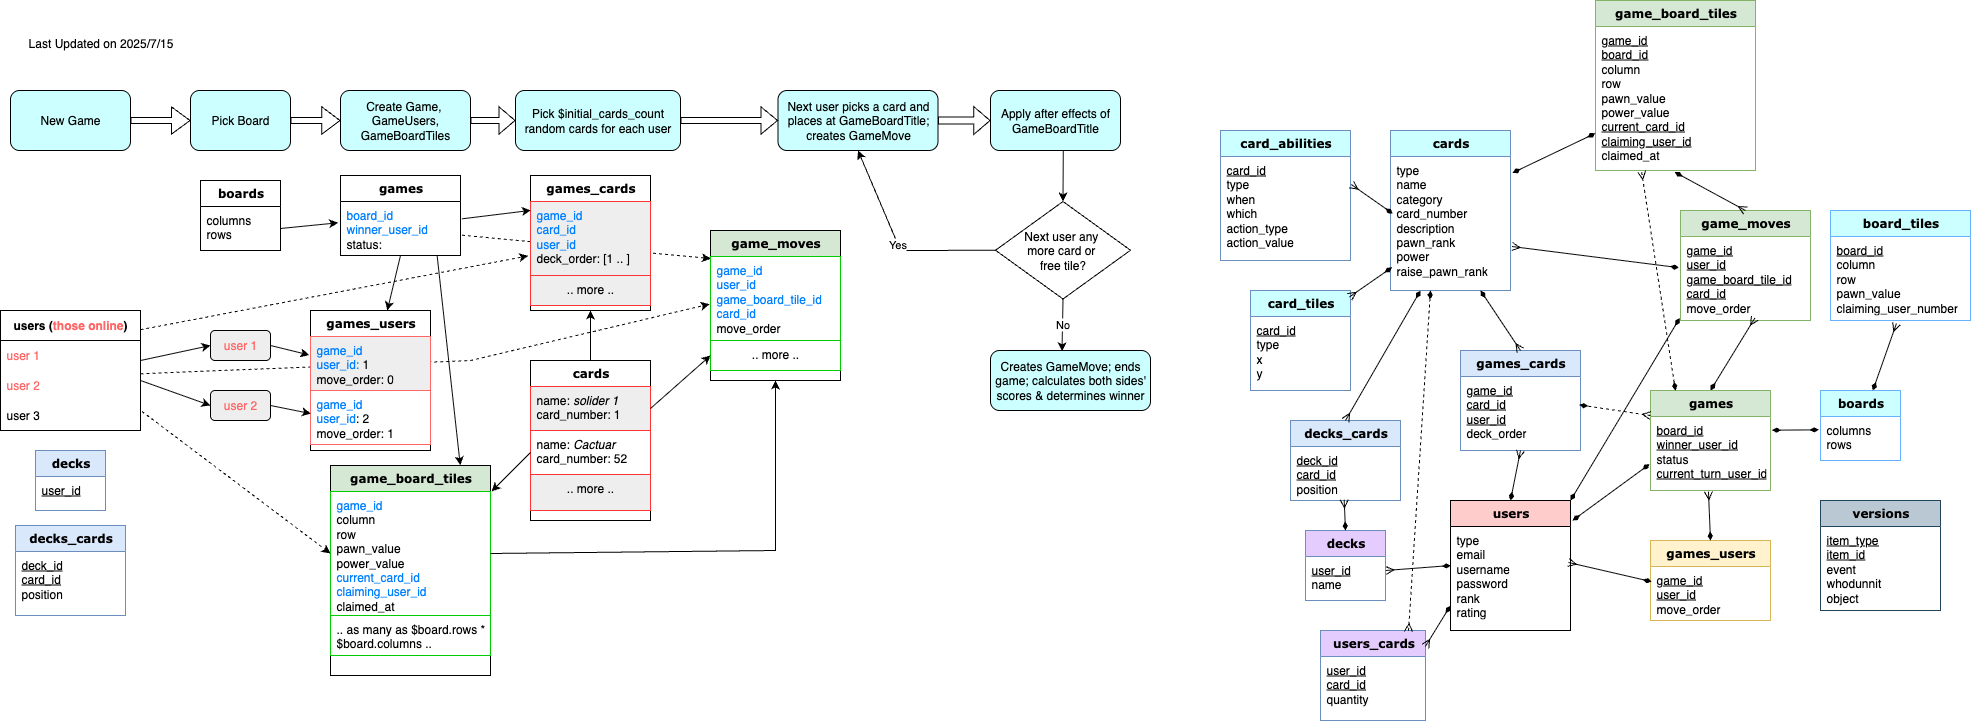 Last Updated on 2025/7/15
New Game
Pick Board
Create Game,
GameUsers,
GameBoardTiles
Pick $initial_cards_count
random cards for each user
Next user picks a card and
places at GameBoardTitle;
creates GameMove
Apply after effects of
GameBoardTitle
Next user any
more card or
free tile?
Yes
No
Creates GameMove; ends
game; calculates both sides'
scores & determines winner
boards
columns
rows
games
board_id
winner_user_id
status:
games_cards
game_id
card_id
user_id
deck_order: [1 .. ]
.. more ..
game_moves
game_id
user_id
game_board_tile_id
card_id
move_order
.. more ..
users (those online)
user 1
user 2
user 3
user 1
user 2
games_users
game_id
user_id: 1
move_order: 0
game_id
user_id: 2
move_order: 1
cards
name: solider 1
card_number: 1
name: Cactuar
card_number: 52
.. more ..
decks
user_id
decks_cards
deck_id
card_id
position
game_board_tiles
game_id
column
row
pawn_value
power_value
current_card_id
claiming_user_id
claimed_at
.. as many as $board.rows *
$board.columns ..
game_board_tiles
game_id
board_id
column
row
pawn_value
power_value
current_card_id
claiming_user_id
claimed_at
card_abilities
card_id
type
when
which
action_type
action_value
cards
type
name
category
card_number
description
pawn_rank
power
raise_pawn_rank
game_moves
game_id
user_id
game_board_tile_id
card_id
move_order
board_tiles
board_id
column
row
pawn_value
claiming_user_number
card_tiles
card_id
type
x
y
games_cards
game_id
card_id
user_id
deck_order
games
board_id
winner_user_id
status
current_turn_user_id
boards
columns
rows
decks_cards
deck_id
card_id
position
users
type
email
username
password
rank
rating
versions
item_type
item_id
event
whodunnit
object
decks
user_id
name
games_users
game_id
user_id
move_order
users_cards
user_id
card_id
quantity